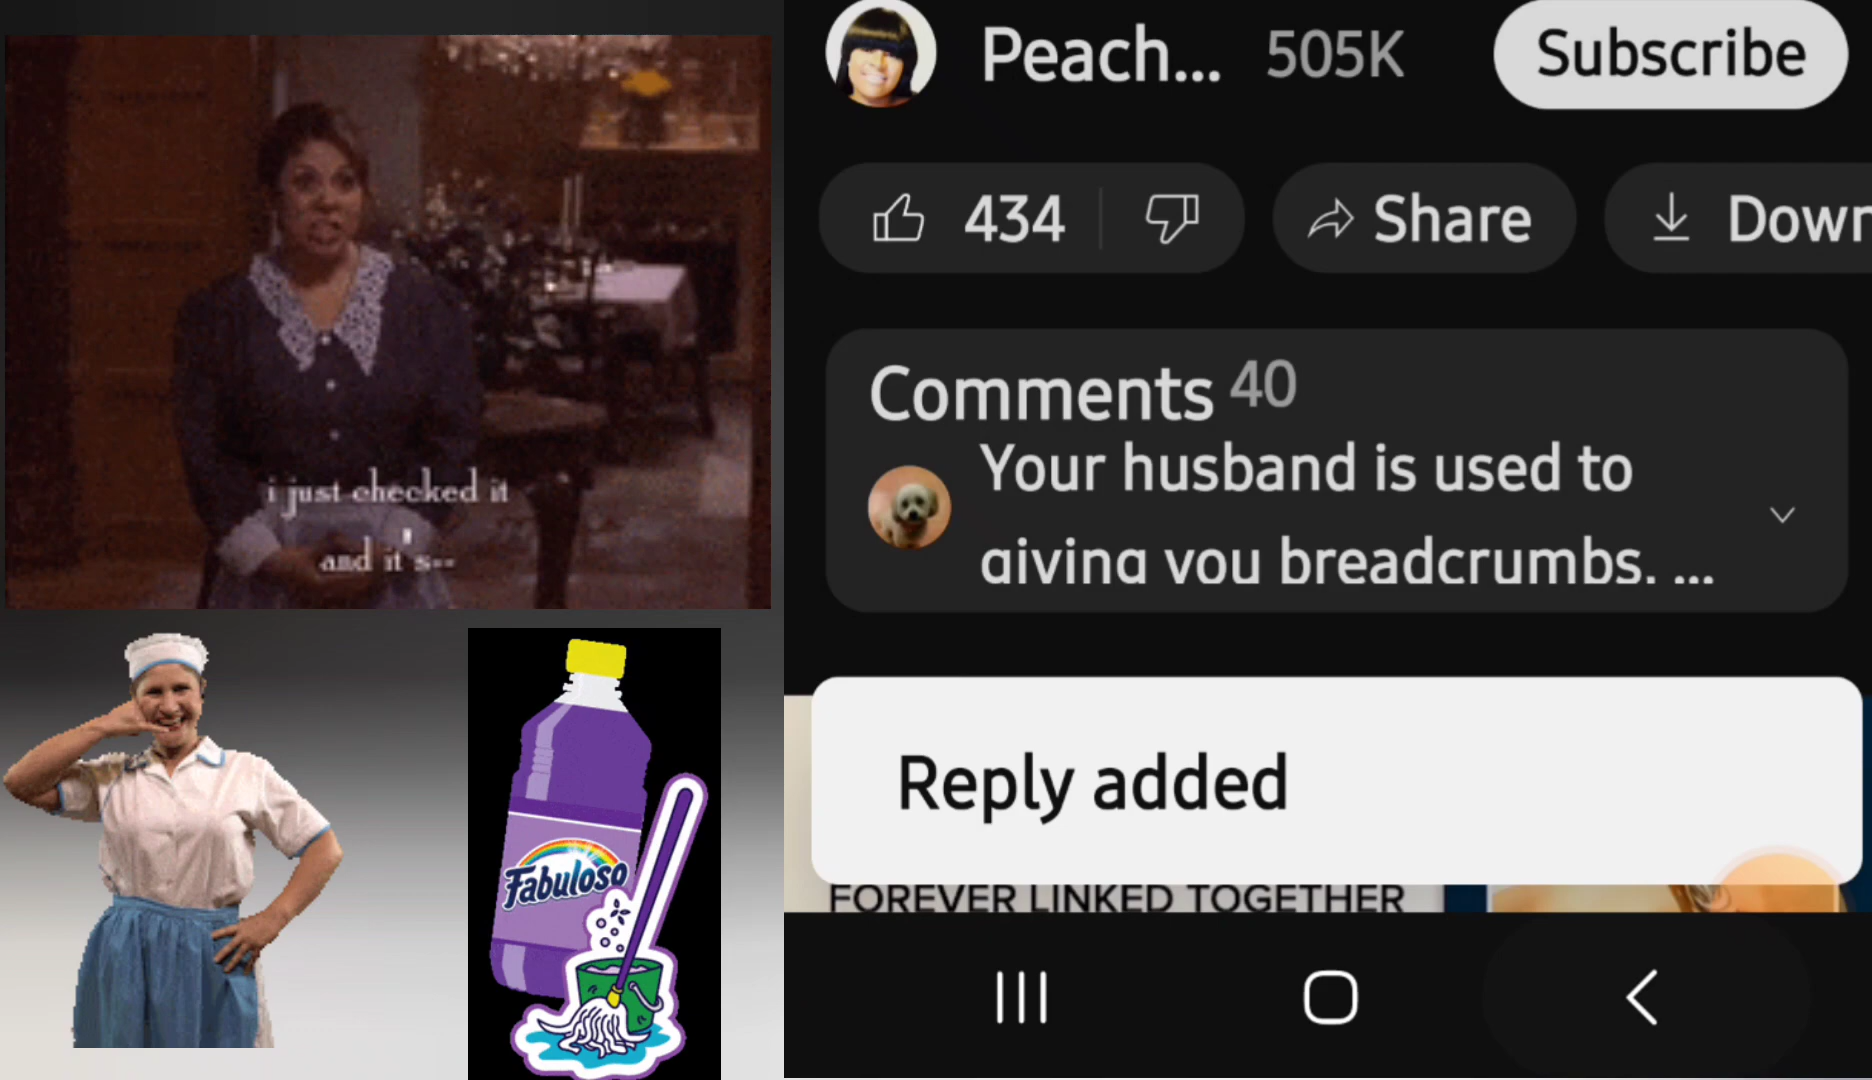 i just checked it
and it's--
Fabuloso
Peach... 505K Subscribe
434 Share Down
Comments 40
Your husband is used to
giving you breadcrumbs. ...
Reply added
FOREVER LINKED TOGETHER